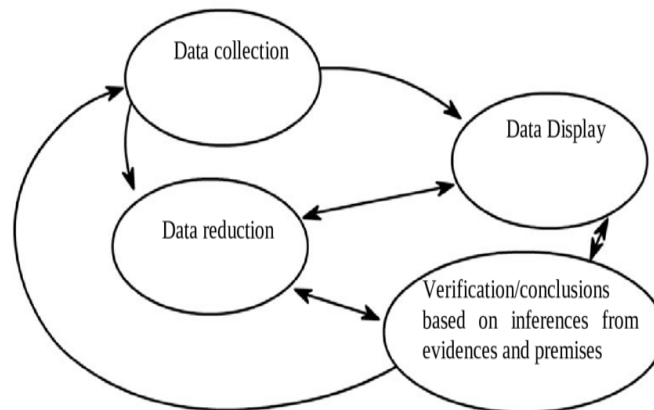 Data collection
Data Display
Data reduction
Verification/conclusions
based on inferences from
evidences and premises